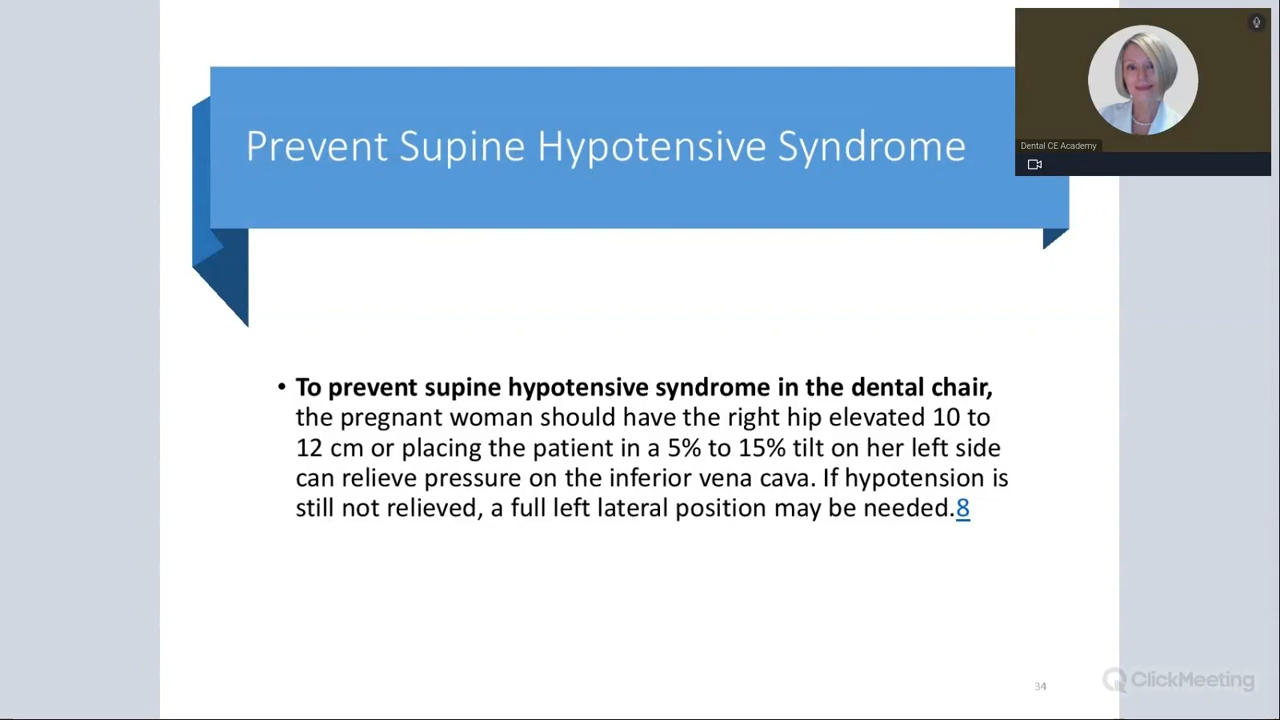 Prevent Supine Hypotensive Syndrome
Dental CE Academy
• To prevent supine hypotensive syndrome in the dental chair,
the pregnant woman should have the right hip elevated 10 to
12 cm or placing the patient in a 5% to 15% tilt on her left side
can relieve pressure on the inferior vena cava. If hypotension is
still not relieved, a full left lateral position may be needed.8
34
ClickMeeting